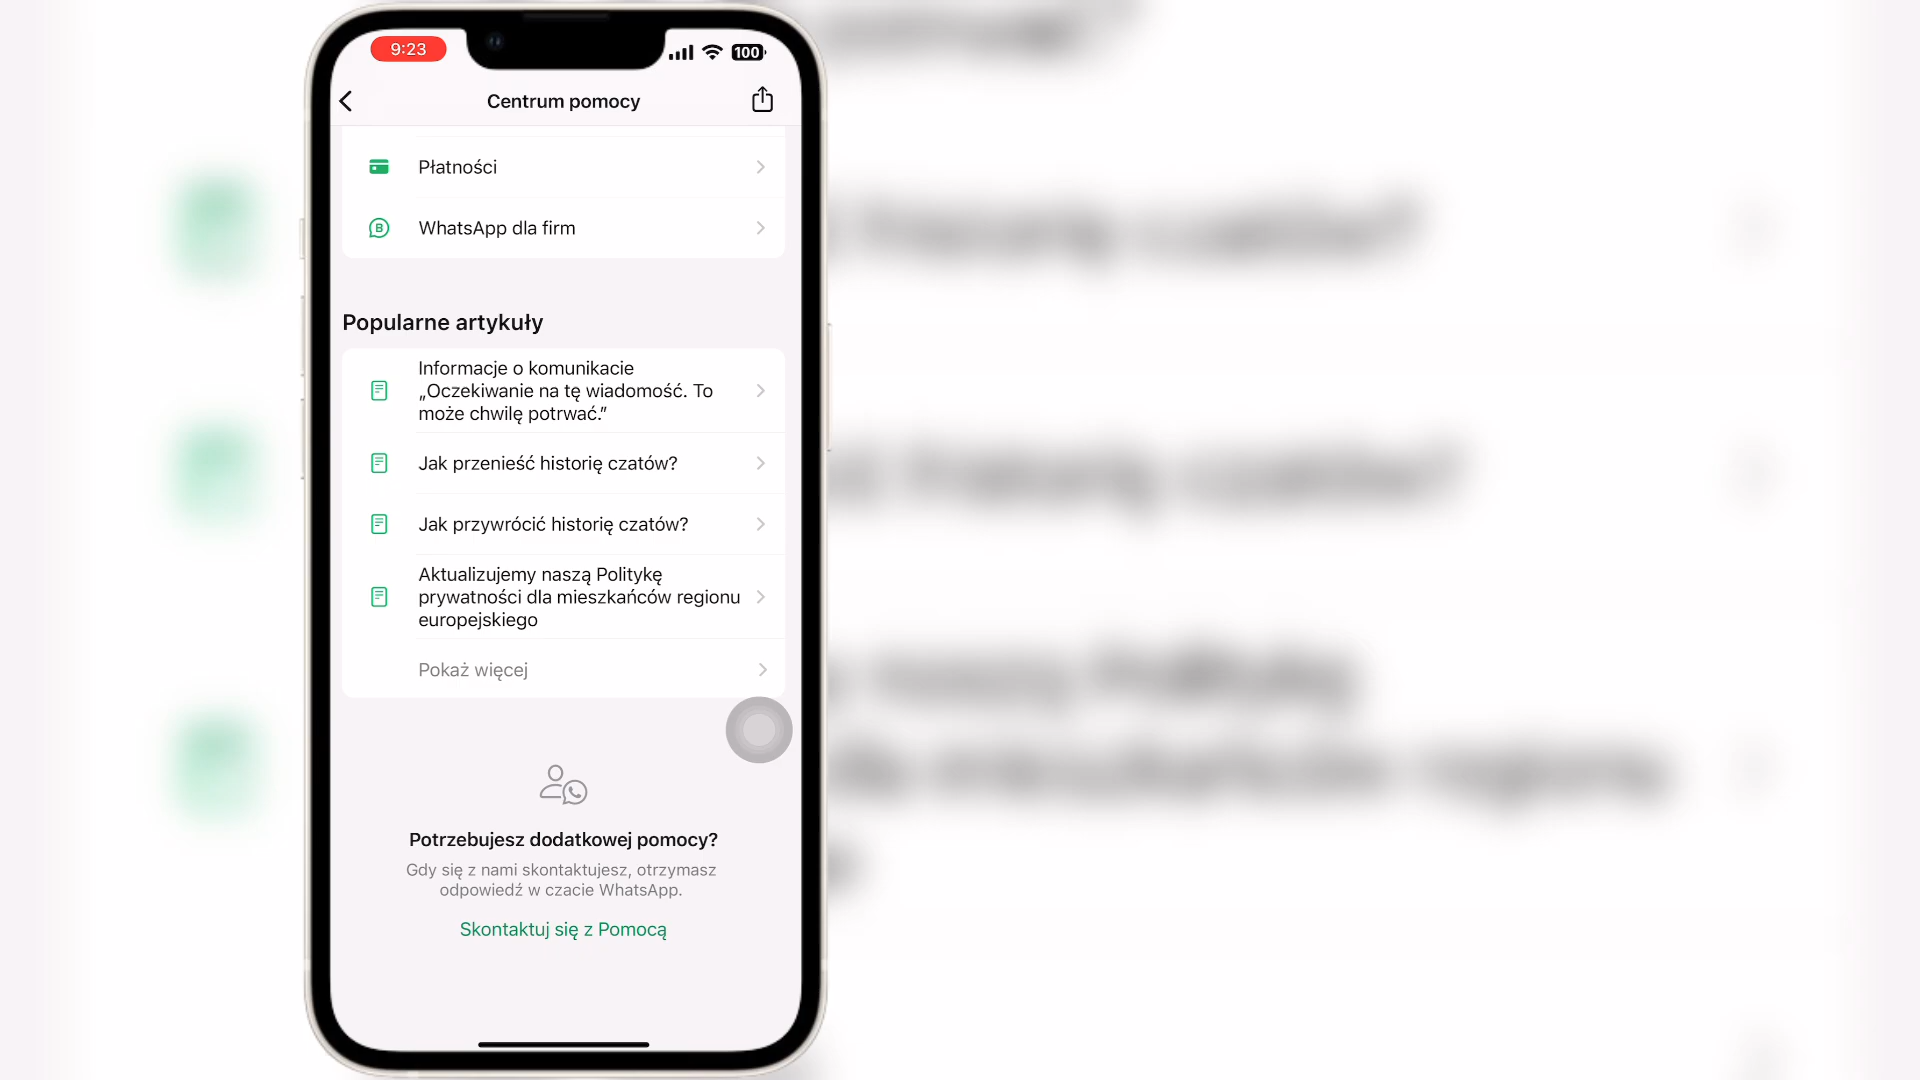 9:23
100
Centrum pomocy
Płatności
WhatsApp dla firm
Popularne artykuły
Informacje o komunikacie
„Oczekiwanie na tę wiadomość. To
może chwilę potrwać.”
Jak przenieść historię czatów?
Jak przywrócić historię czatów?
Aktualizujemy naszą Politykę
prywatności dla mieszkańców regionu
europejskiego
Pokaż więcej
Potrzebujesz dodatkowej pomocy?
Gdy się z nami skontaktujesz, otrzymasz
odpowiedź w czacie WhatsApp.
Skontaktuj się z Pomocą